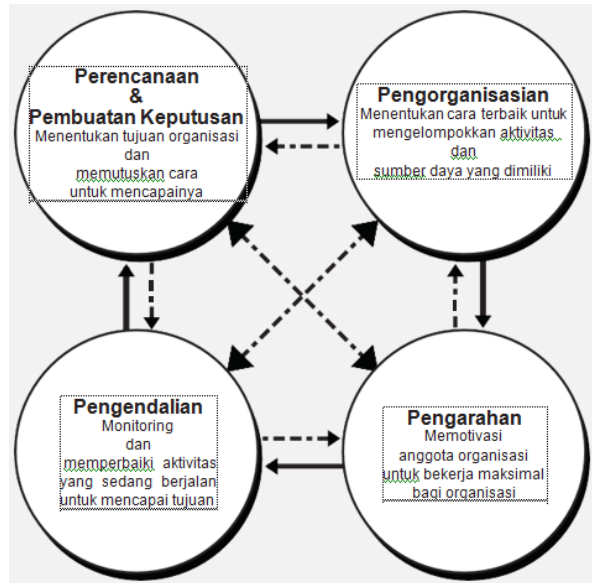 Perencanaan
&
Pembuatan Keputusan
Menentukan tujuan organisasi
dan
memutuskan cara
untuk mencapainya
Pengorganisasian
Menentukan cara terbaik untuk
mengelompokkan aktivitas
dan
sumber daya yang dimiliki
Pengendalian
Monitoring
dan
memperbaiki aktivitas
yang sedang berjalan
untuk mencapai tujuan
Pengarahan
Memotivasi
anggota organisasi
untuk bekerja maksimal
bagi organisasi